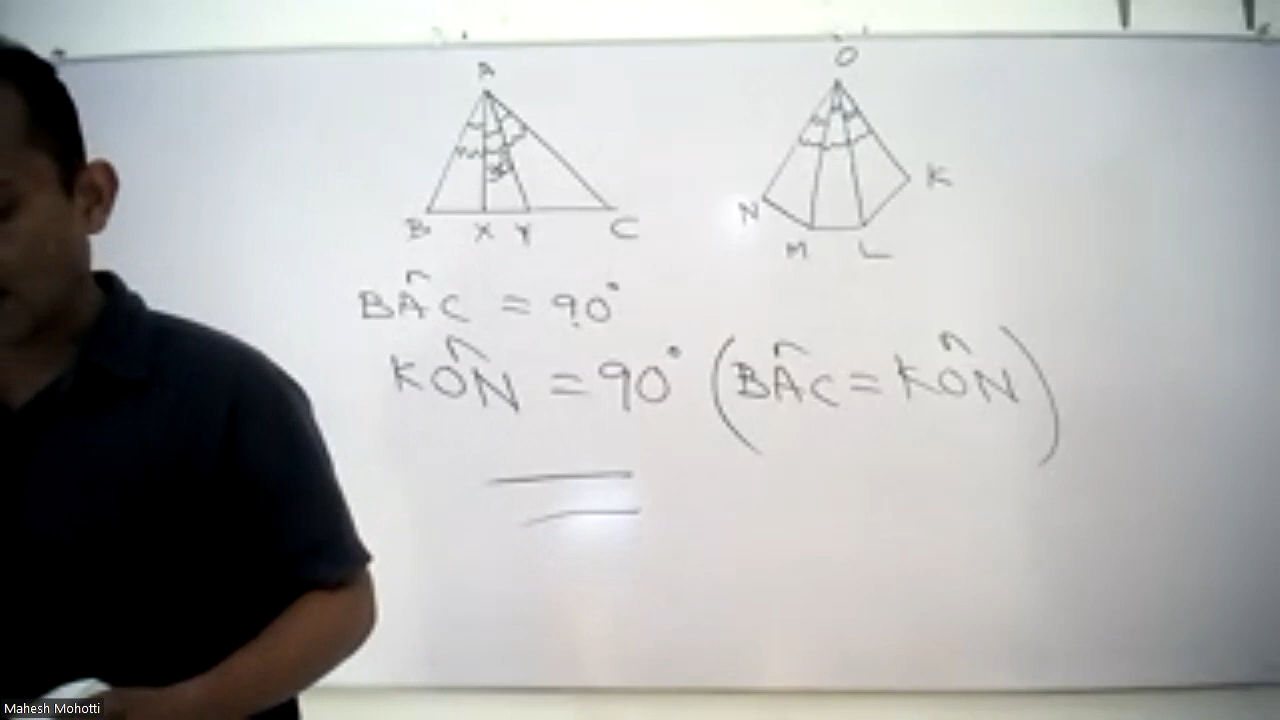 A
O
K
N
B X Y C
M L
BÂC = 90°
KÔN = 90° (BÂC = KÔN)
Mahesh Mohotti